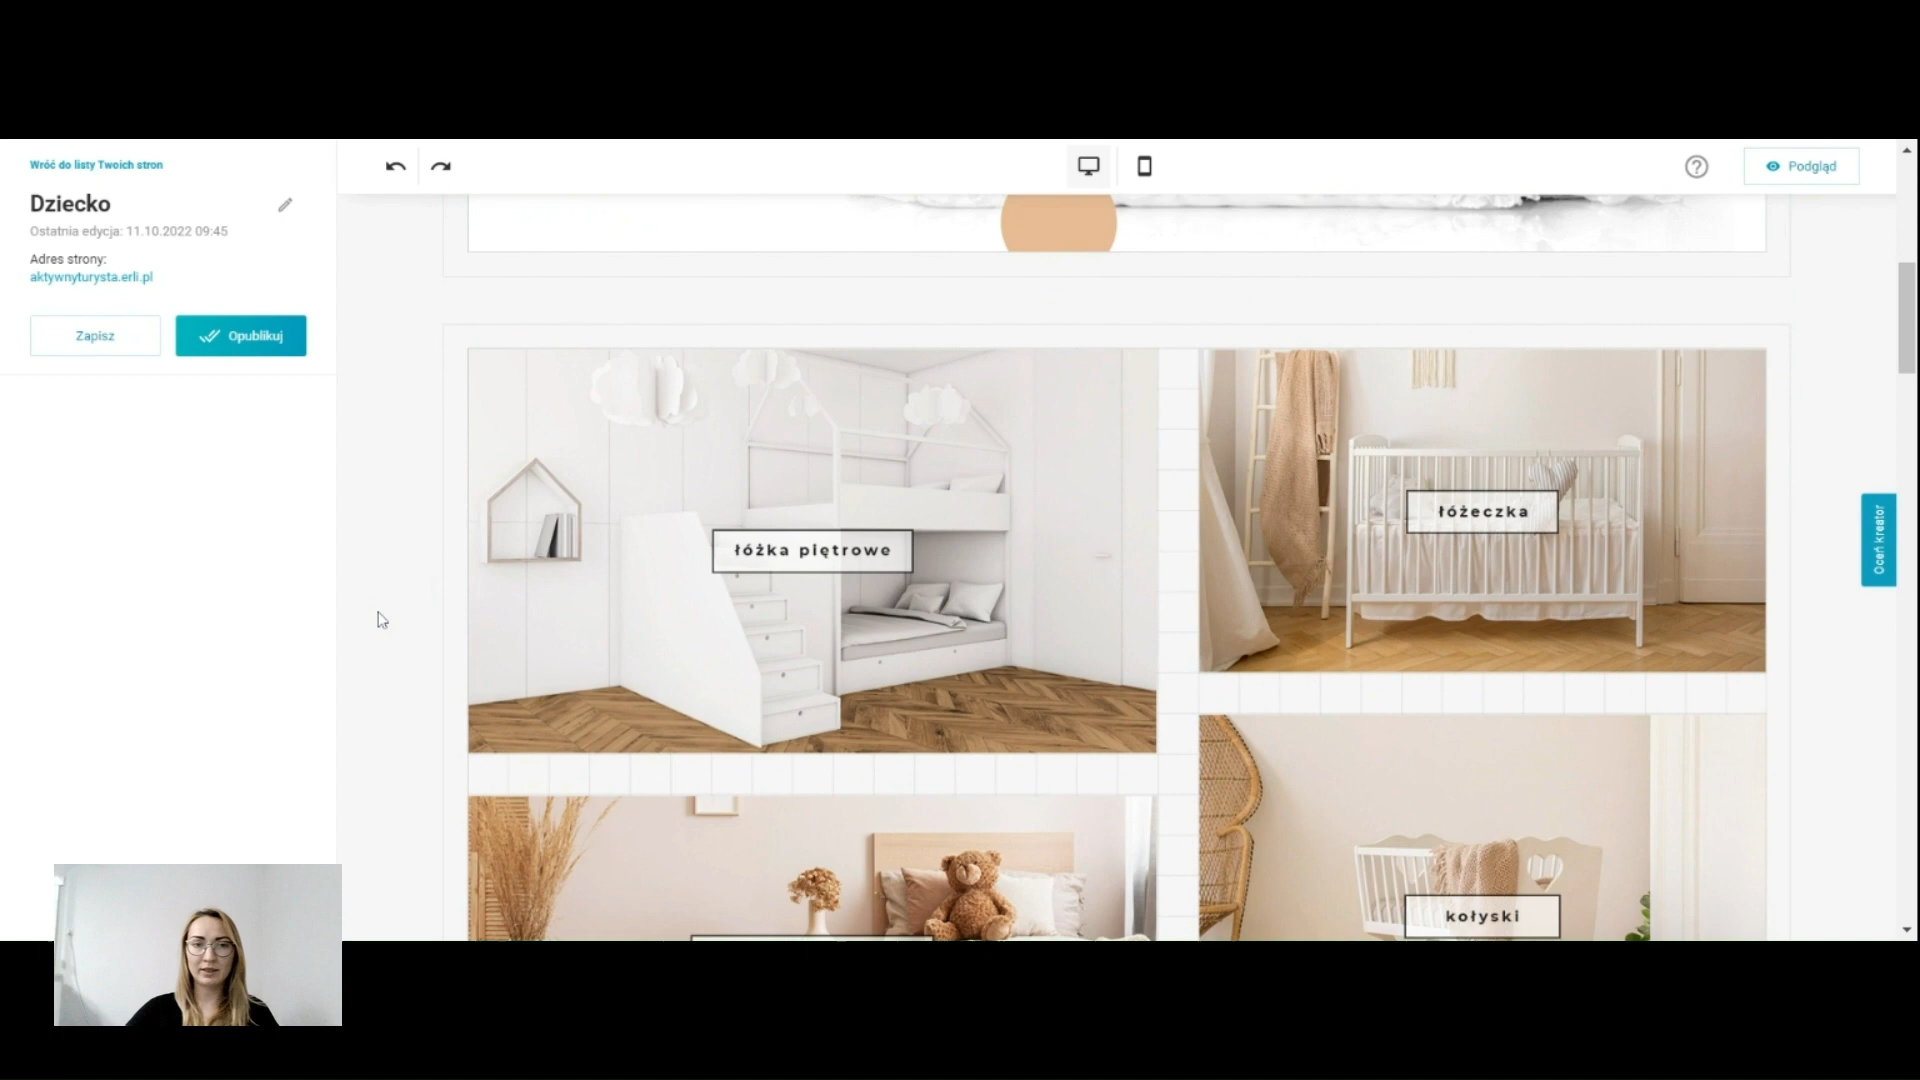 Wróć do listy Twoich stron
Dziecko
Ostatnia edycja: 11.10.2022 09:45
Adres strony:
aktywnyturysta.erli.pl
Zapisz
Opublikuj
Podgląd
łóżka piętrowe
łóżeczka
kołyski
Oceń kreator